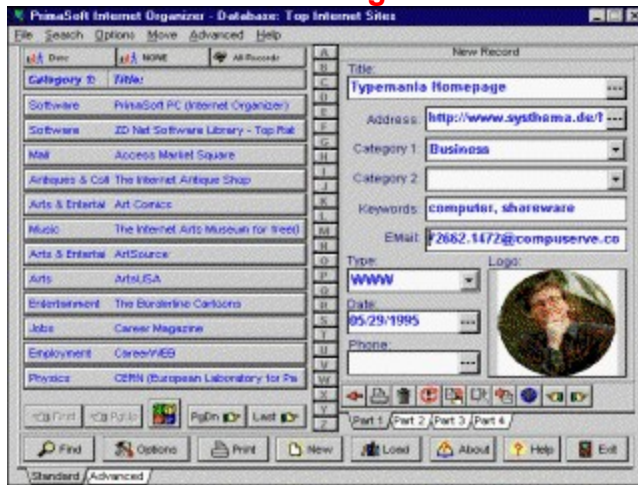 PrimaSoft Internet Organizer - Database: Top Internet Sites
File Search Options Move Advanced Help
Date NONE All Records
Category 1: Title:
Software PrimaSoft PC (Internet Organizer)
Software ZD Net Software Library - Top Rat
Mall Access Market Square
Antiques & Coll The Internet Antique Shop
Arts & Entertai Art Comics
Music The Internet Arts Museum for free()
Arts & Entertai ArtSource
Arts ArtsUSA
Entertainment The Borderline Cartoons
Jobs Career Magazine
Employment CareerWEB
Physics CERN (European Laboratory for Pa
First PgUp PgDn Last
A
B
C
D
E
F
G
H
I
J
K
L
M
N
O
P
Q
R
S
T
U
V
W
X
Y
Z
New Record
Title:
Typemania Homepage
Address: http://www.systhema.de/t
Category 1: Business
Category 2:
Keywords: computer, shareware
EMail: 72662.1472@compuserve.co
Type: Logo:
WWW
Date:
05/29/1995
Phone:
Part 1 Part 2 Part 3 Part 4
Find Options Print New Load About Help Exit
Standard Advanced